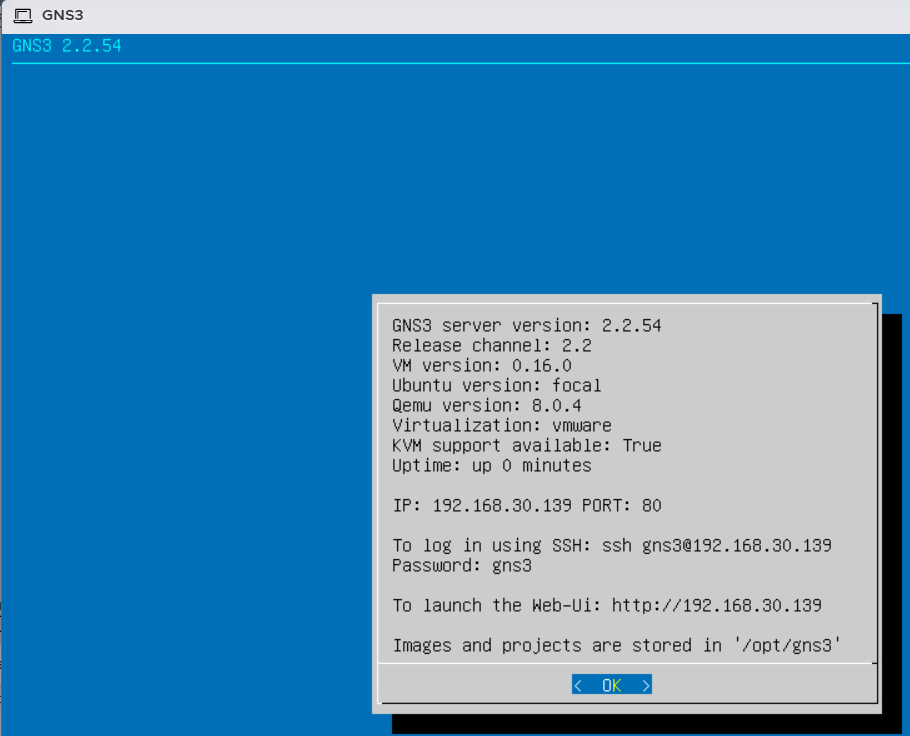 GNS3
GNS3 2.2.54
GNS3 server version: 2.2.54
Release channel: 2.2
VM version: 0.16.0
Ubuntu version: focal
Qemu version: 8.0.4
Virtualization: vmware
KVM support available: True
Uptime: up 0 minutes
IP: 192.168.30.139 PORT: 80
To log in using SSH: ssh gns3@192.168.30.139
Password: gns3
To launch the Web-Ui: http://192.168.30.139
Images and projects are stored in '/opt/gns3'
< OK >